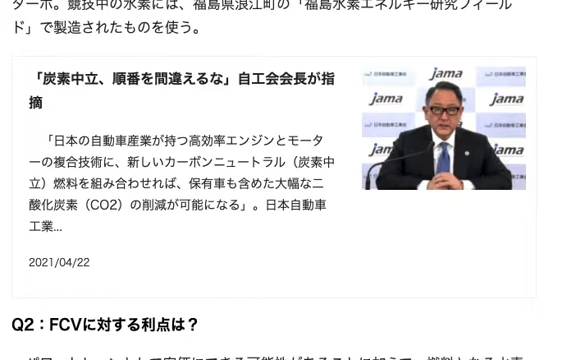 ターボ。競技中の水素には、福島県浪江町の「福島水素エネルギー研究フィール
ド」で製造されたものを使う。
「炭素中立、順番を間違えるな」自工会会長が指
摘
「日本の自動車産業が持つ高効率エンジンとモータ
ーの複合技術に、新しいカーボンニュートラル（炭素中
立）燃料を組み合わせれば、保有車も含めた大幅な二
酸化炭素（CO2）の削減が可能になる」。日本自動車
工業...
2021/04/22
jama
jama
jama
jama
Q2：FCVに対する利点は？